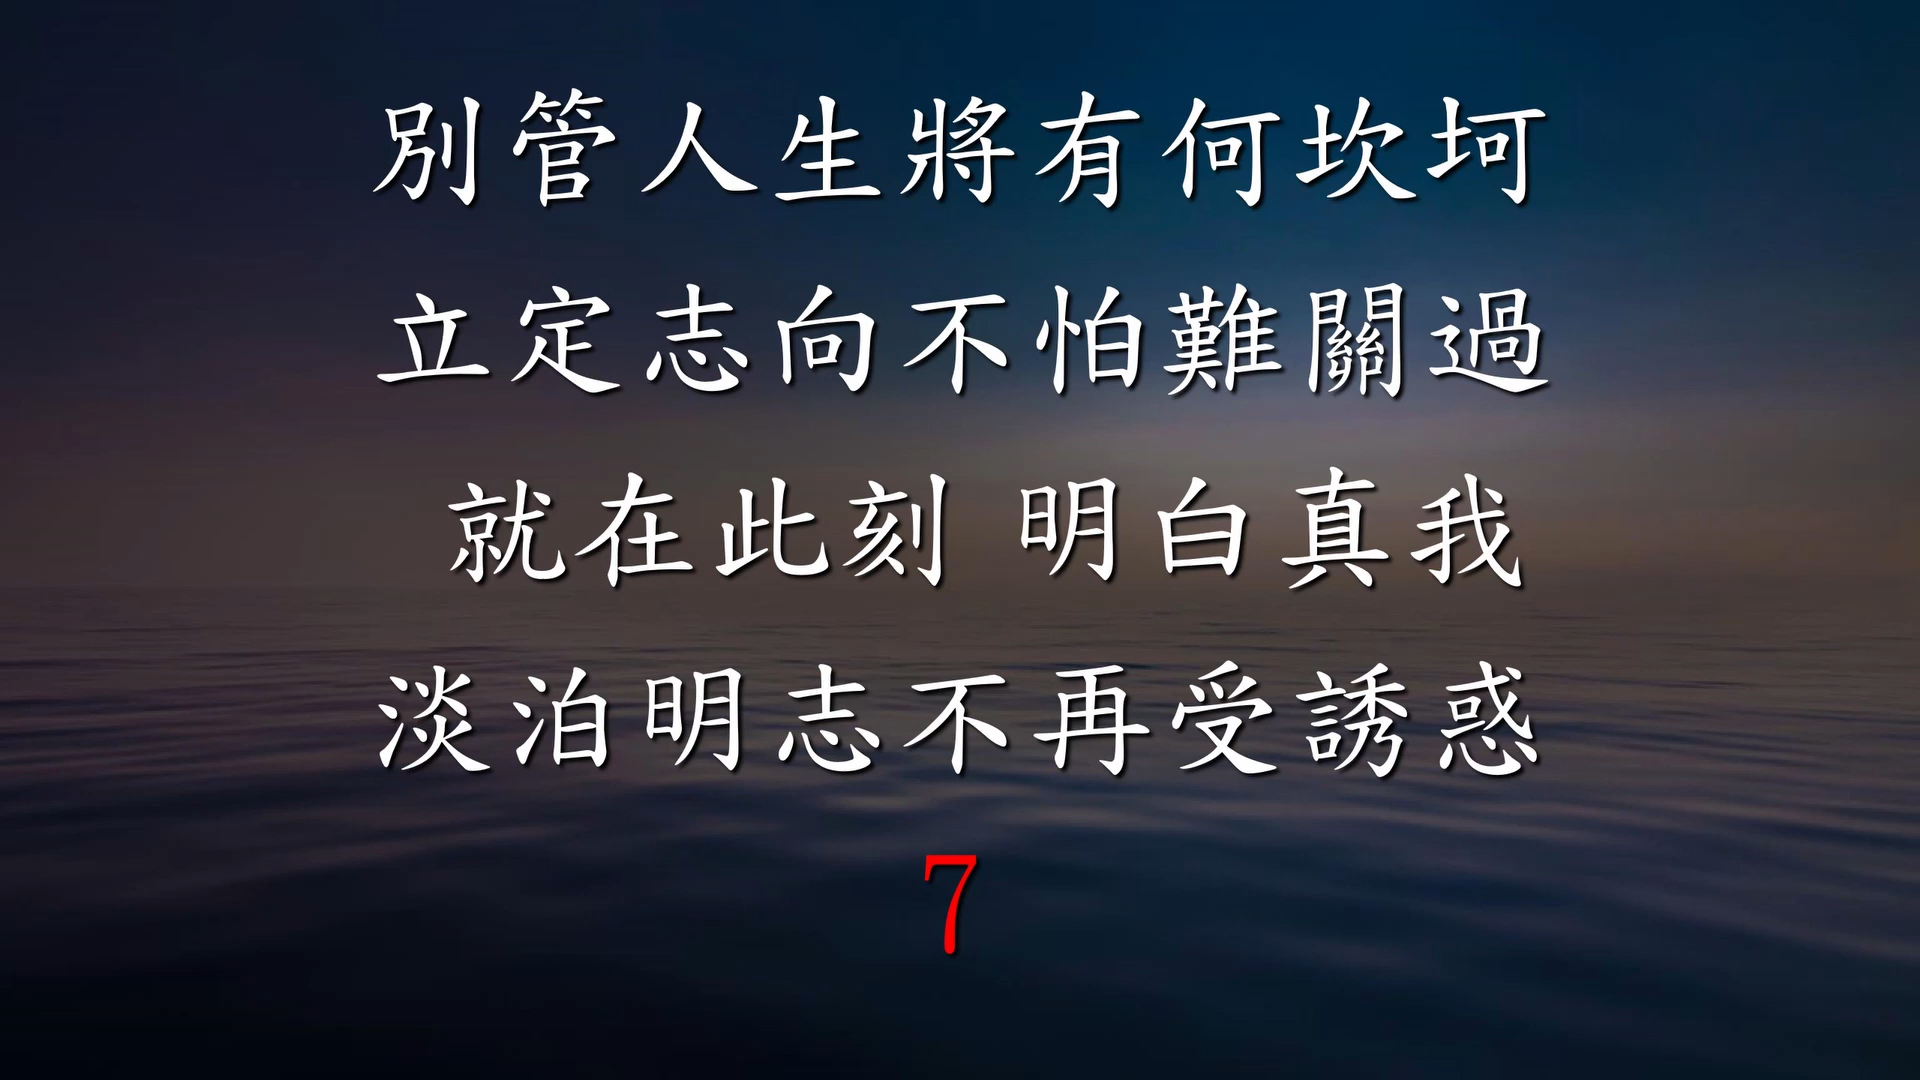 別管人生將有何坎坷
立定志向不怕難關過
就在此刻 明白真我
淡泊明志不再受誘惑
7